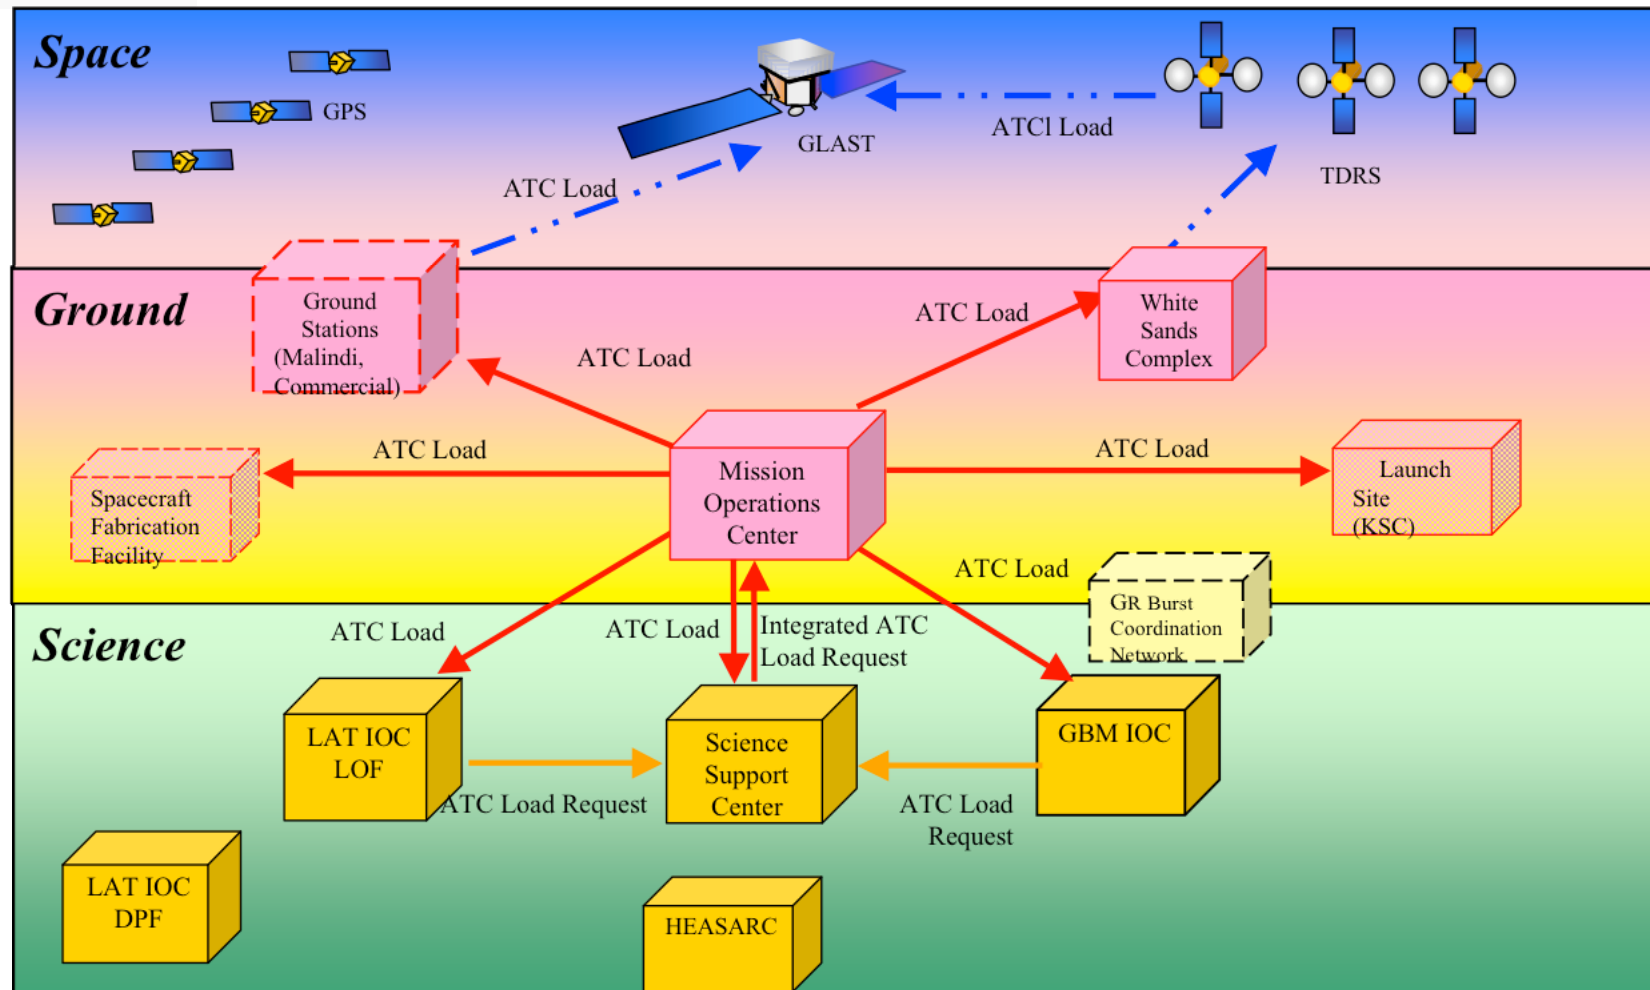 Space
GPS
GLAST
ATCl Load
TDRS
ATC Load
Ground
Ground
Stations
(Malindi,
Commercial)
ATC Load
ATC Load
White
Sands
Complex
ATC Load
ATC Load
Mission
Operations
Center
Launch
Site
(KSC)
Spacecraft
Fabrication
Facility
ATC Load
GR Burst
Coordination
Network
Science
ATC Load
ATC Load
Integrated ATC
Load Request
LAT IOC
LOF
Science
Support
Center
GBM IOC
ATC Load Request
ATC Load
Request
LAT IOC
DPF
HEASARC